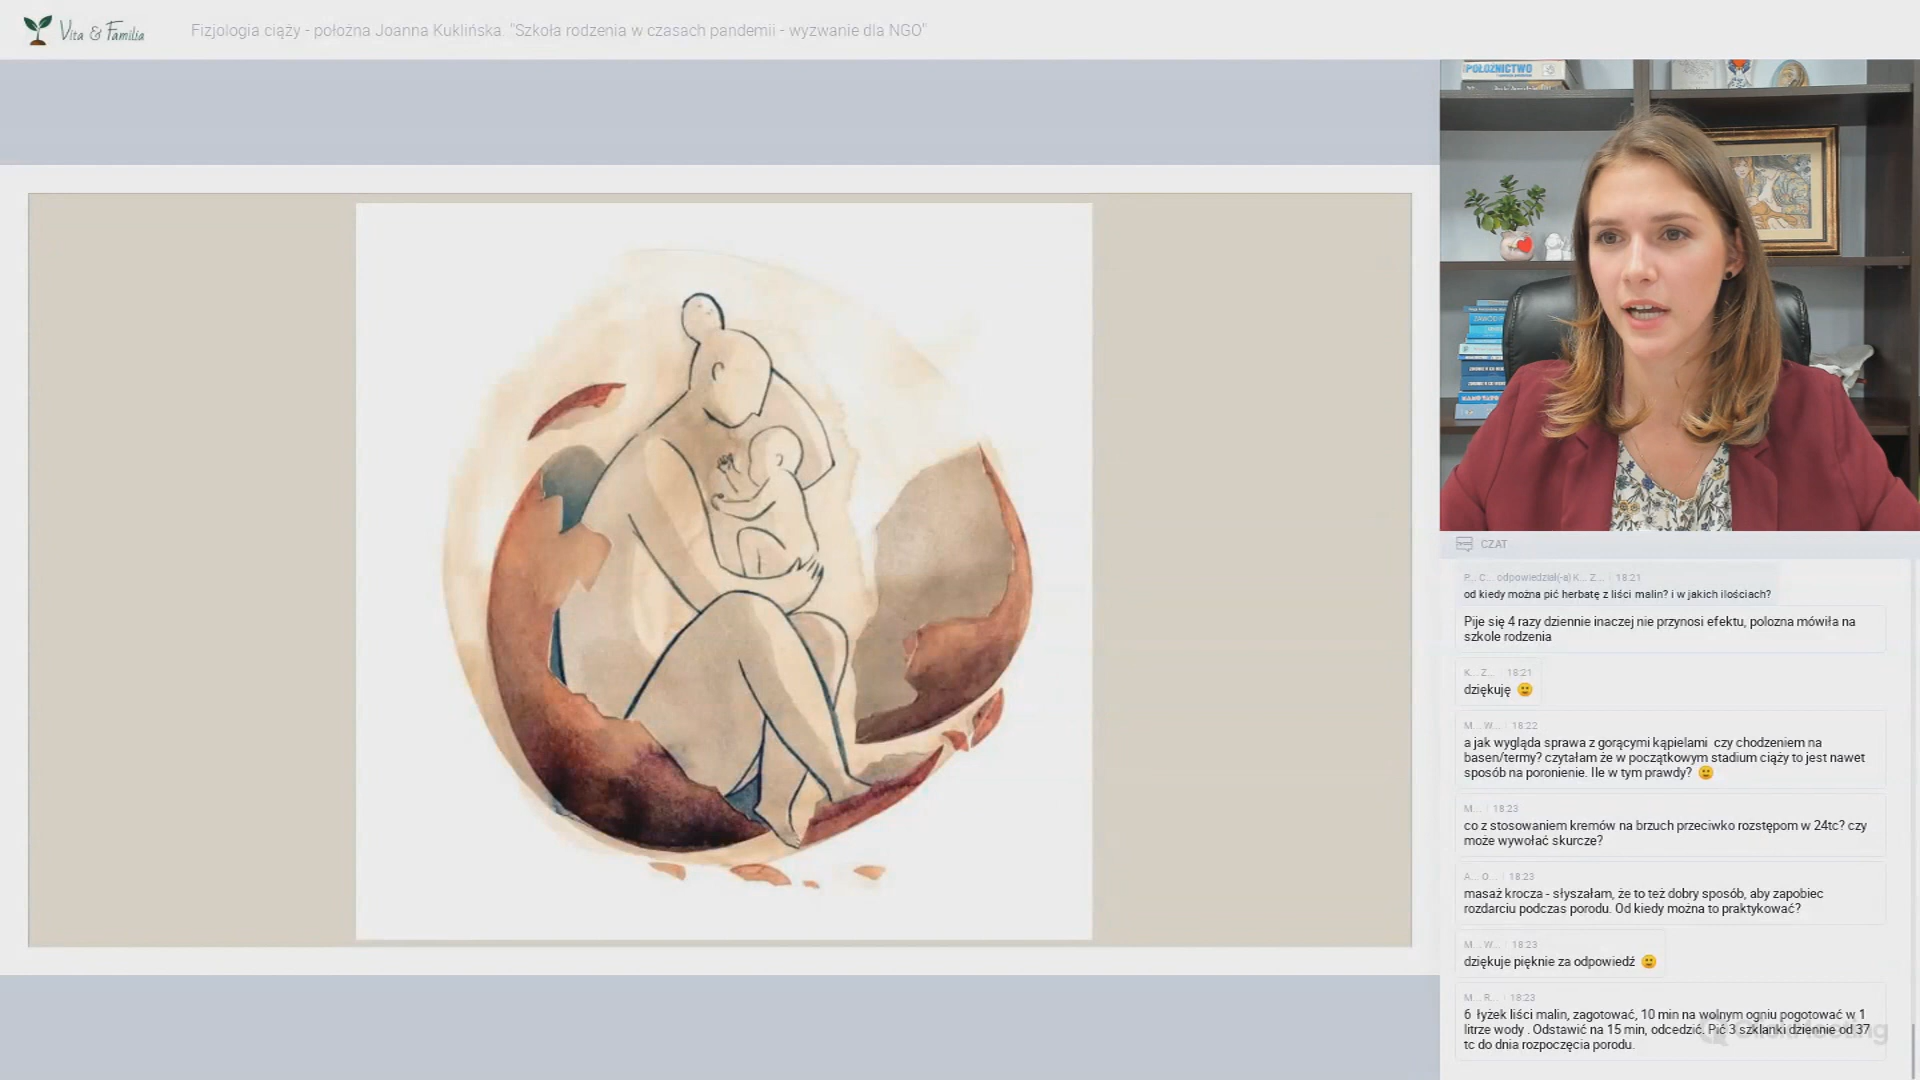 Vita & Familia
Fizjologia ciąży - położna Joanna Kuklińska. "Szkoła rodzenia w czasach pandemii - wyzwanie dla NGO"
POŁOŻNICTWO
CZAT
P... C... odpowiedział(-a) K... Z... | 18:21
od kiedy można pić herbatę z liści malin? i w jakich ilościach?
Pije się 4 razy dziennie inaczej nie przynosi efektu, polozna mówiła na
szkole rodzenia
K... Z... | 18:21
dziękuję 🙂
M... W... | 18:22
a jak wygląda sprawa z gorącymi kąpielami czy chodzeniem na
basen/termy? czytałam że w początkowym stadium ciąży to jest nawet
sposób na poronienie. Ile w tym prawdy? 🙂
M... | 18:23
co z stosowaniem kremów na brzuch przeciwko rozstępom w 24tc? czy
może wywołać skurcze?
A... O... | 18:23
masaż krocza - słyszałam, że to też dobry sposób, aby zapobiec
rozdarciu podczas porodu. Od kiedy można to praktykować?
M... W... | 18:23
dziękuje pięknie za odpowiedź 🙂
M... R... | 18:23
6 łyżek liści malin, zagotować, 10 min na wolnym ogniu pogotować w 1
litrze wody . Odstawić na 15 min, odcedzić. Pić 3 szklanki dziennie od 37
tc do dnia rozpoczęcia porodu.
ClickMeeting